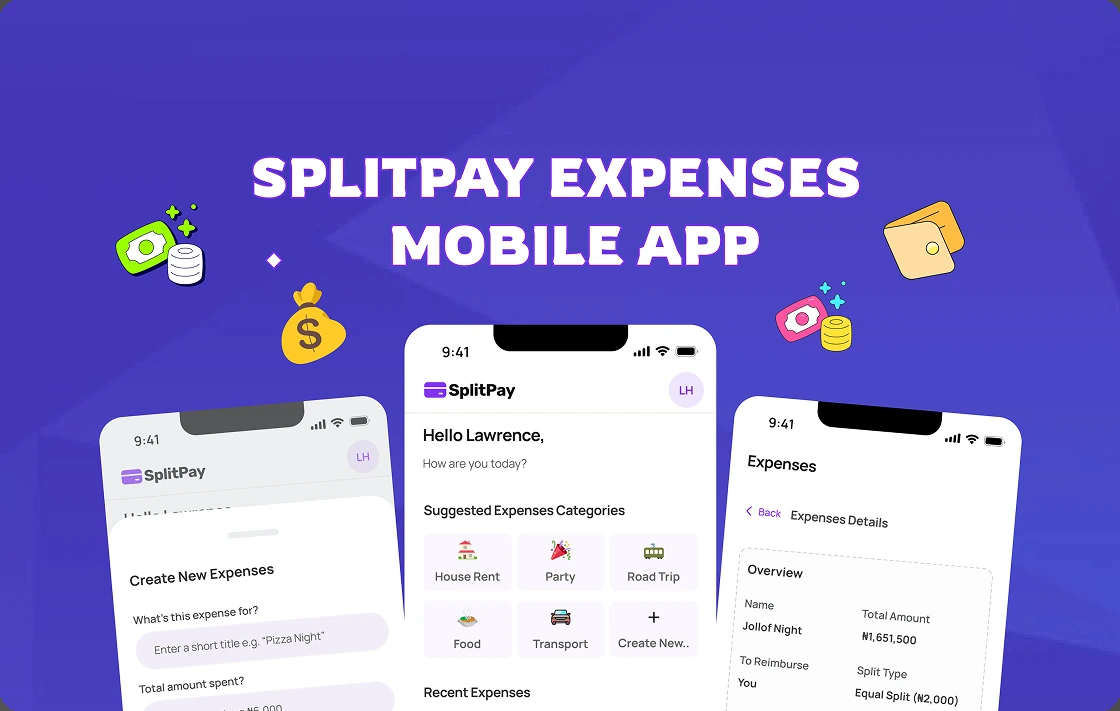 SPLITPAY EXPENSES
MOBILE APP
$
9:41
SplitPay
LH
Hello Lawrence
Create New Expenses
What's this expense for?
Enter a short title e.g. “Pizza Night”
Total amount spent?
₦5,000
9:41
SplitPay
LH
Hello Lawrence,
How are you today?
Suggested Expenses Categories
House Rent
Party
Road Trip
Food
Transport
Create New..
Recent Expenses
9:41
Expenses
Back
Expenses Details
Overview
Name
Total Amount
Jollof Night
₦1,651,500
To Reimburse
Split Type
You
Equal Split (₦2,000)